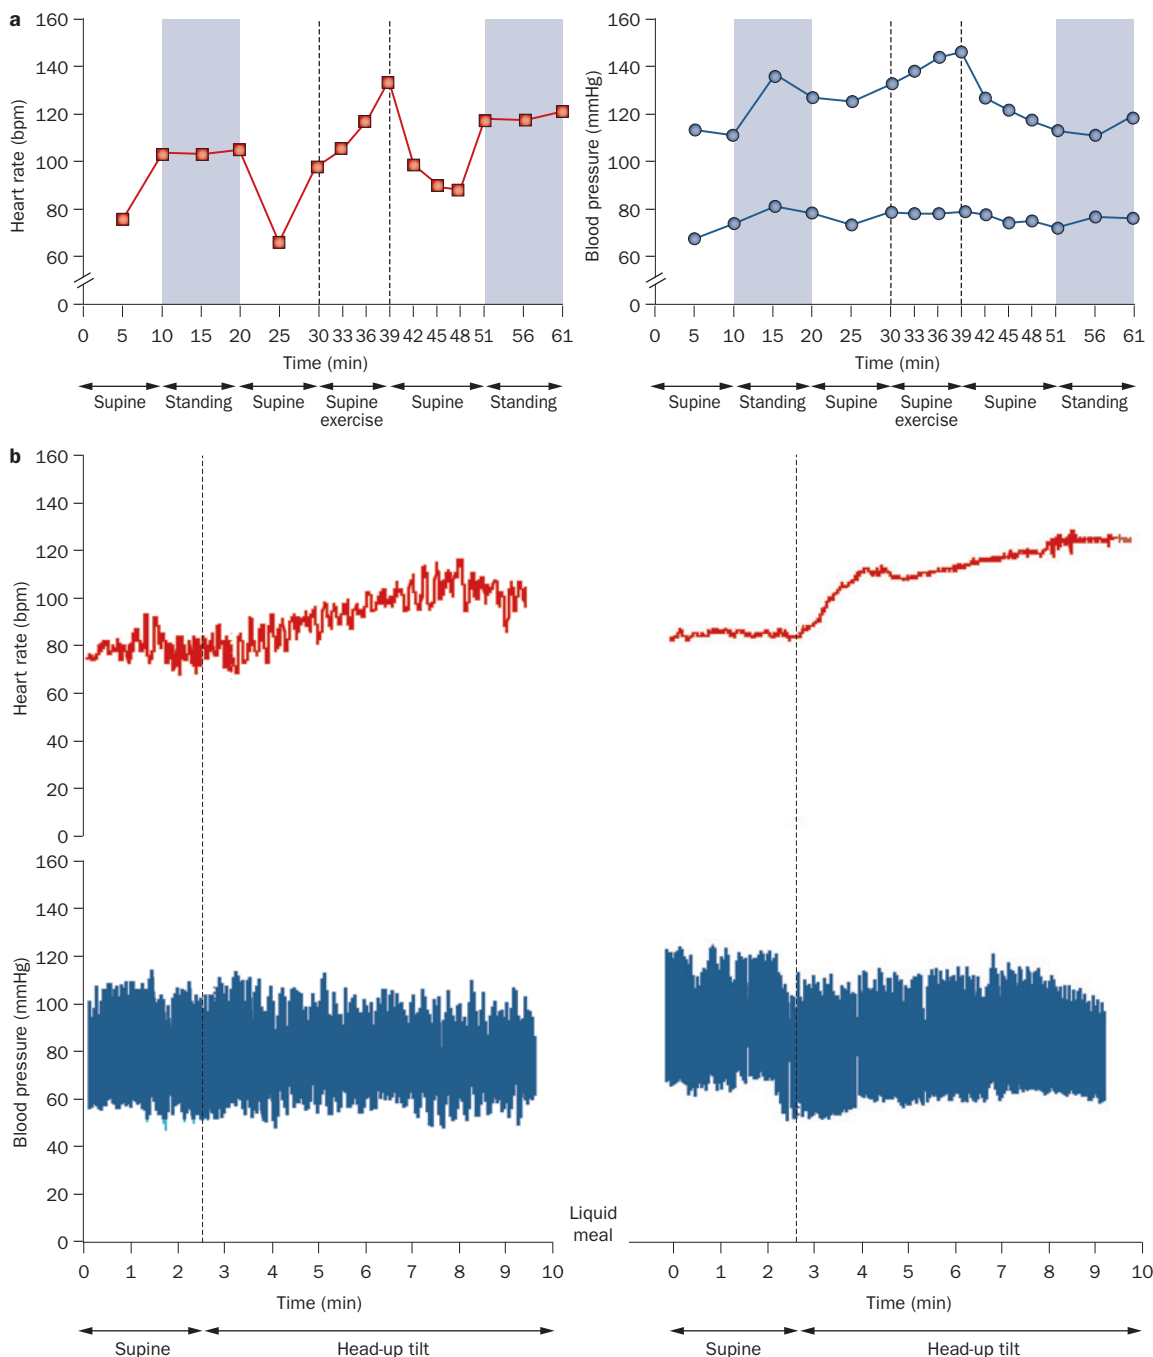 a
160
140
120
100
80
60
0
Heart rate (bpm)
0 5 10 15 20 25 30 33 36 39 42 45 48 51 56 61
Time (min)
Supine Standing Supine Supine exercise Supine Standing
160
140
120
100
80
60
0
Blood pressure (mmHg)
0 5 10 15 20 25 30 33 36 39 42 45 48 51 56 61
Time (min)
Supine Standing Supine Supine exercise Supine Standing
b
160
140
120
100
80
60
40
20
0
Heart rate (bpm)
160
140
120
100
80
60
40
20
0
Blood pressure (mmHg)
0 1 2 3 4 5 6 7 8 9 10
Time (min)
Supine Head-up tilt
Liquid
meal
0 1 2 3 4 5 6 7 8 9 10
Time (min)
Supine Head-up tilt